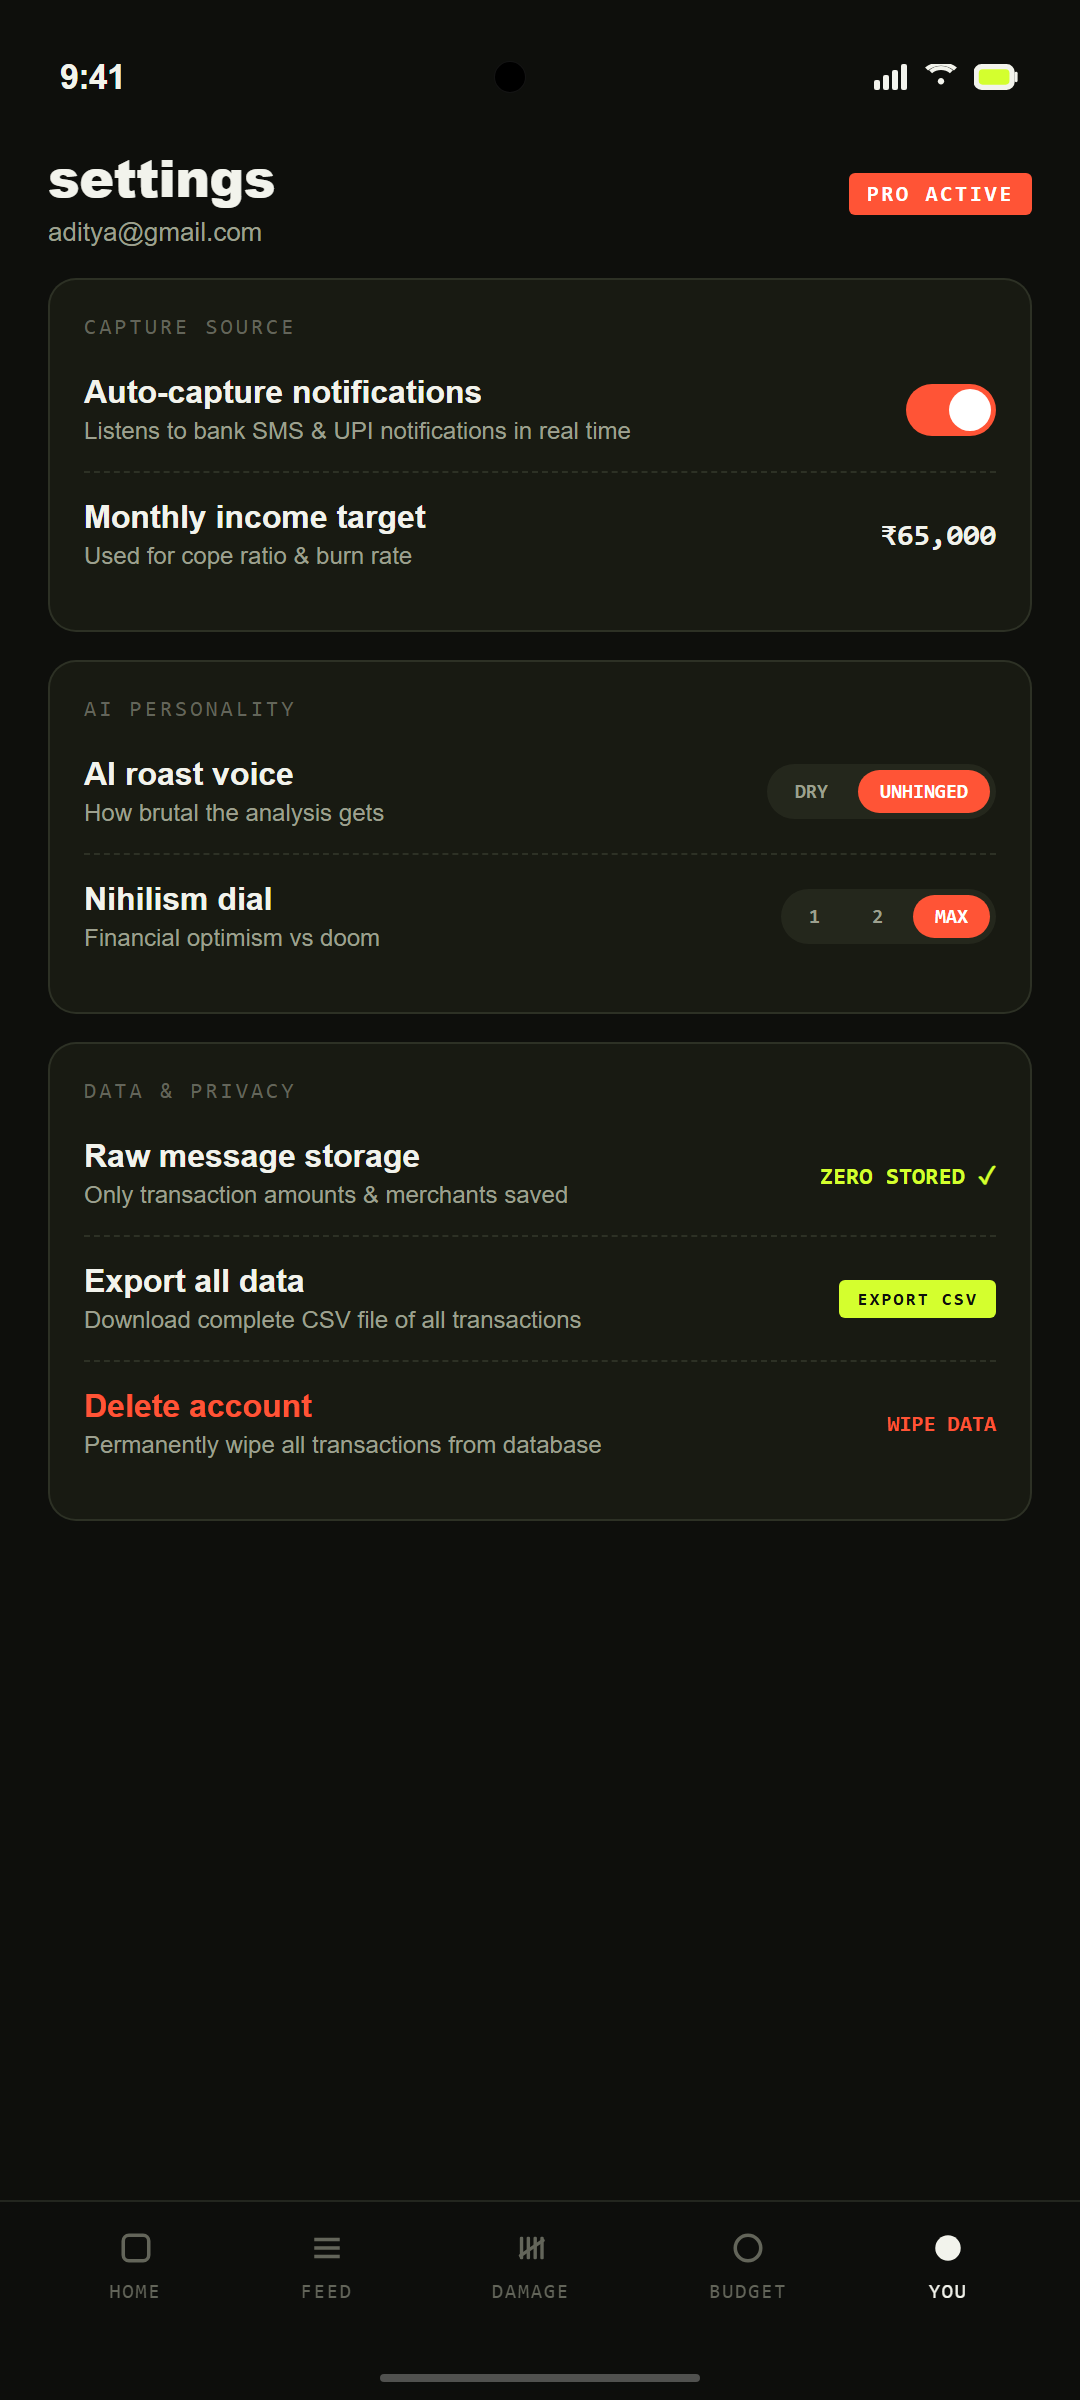 9:41
settings
PRO ACTIVE
aditya@gmail.com
CAPTURE SOURCE
Auto-capture notifications
Listens to bank SMS & UPI notifications in real time
Monthly income target
₹65,000
Used for cope ratio & burn rate
AI PERSONALITY
AI roast voice
DRY UNHINGED
How brutal the analysis gets
Nihilism dial
1 2 MAX
Financial optimism vs doom
DATA & PRIVACY
Raw message storage
ZERO STORED ✓
Only transaction amounts & merchants saved
Export all data
EXPORT CSV
Download complete CSV file of all transactions
Delete account
WIPE DATA
Permanently wipe all transactions from database
HOME FEED DAMAGE BUDGET YOU